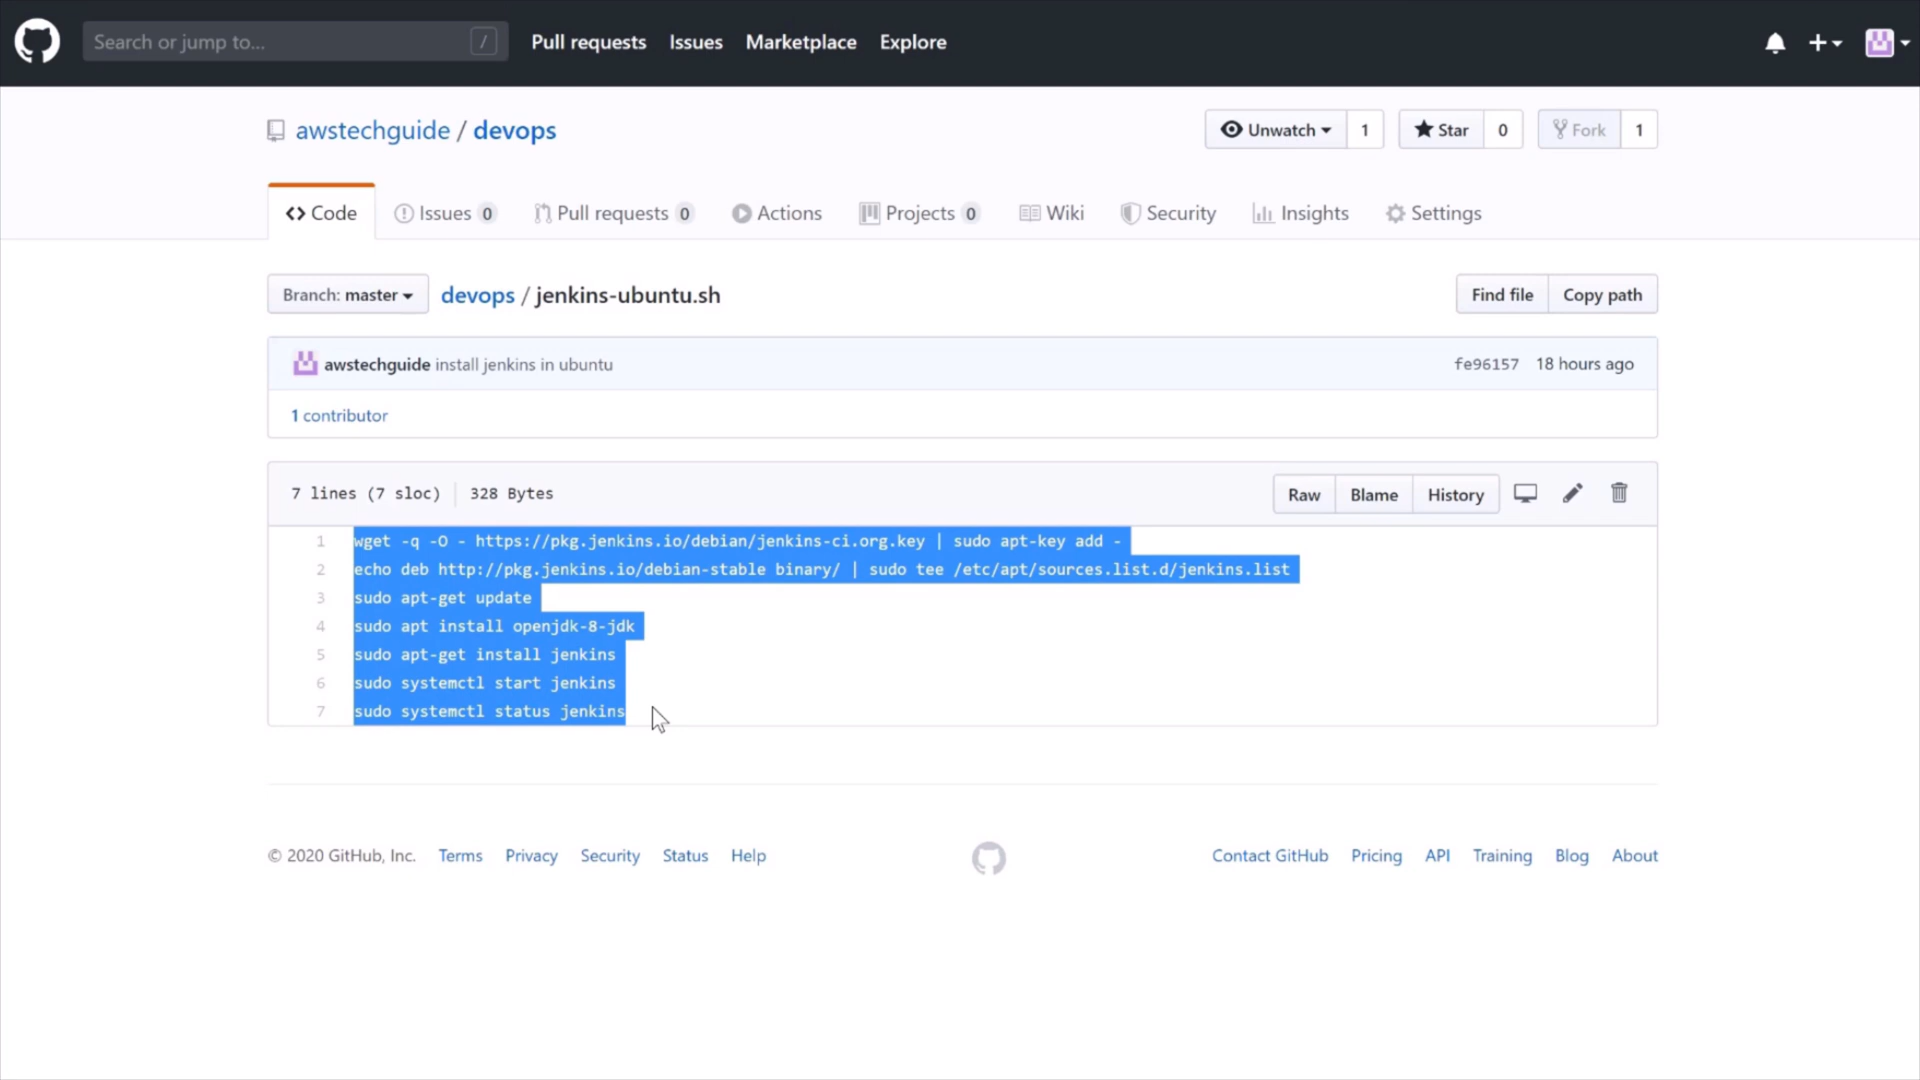 Search or jump to... / Pull requests Issues Marketplace Explore
awstechguide / devops Unwatch 1 Star 0 Fork 1
Code Issues 0 Pull requests 0 Actions Projects 0 Wiki Security Insights Settings
Branch: master devops / jenkins-ubuntu.sh Find file Copy path
awstechguide install jenkins in ubuntu fe96157 18 hours ago
1 contributor
7 lines (7 sloc) 328 Bytes Raw Blame History
1 wget -q -O - https://pkg.jenkins.io/debian/jenkins-ci.org.key | sudo apt-key add -
2 echo deb http://pkg.jenkins.io/debian-stable binary/ | sudo tee /etc/apt/sources.list.d/jenkins.list
3 sudo apt-get update
4 sudo apt install openjdk-8-jdk
5 sudo apt-get install jenkins
6 sudo systemctl start jenkins
7 sudo systemctl status jenkins
© 2020 GitHub, Inc. Terms Privacy Security Status Help Contact GitHub Pricing API Training Blog About